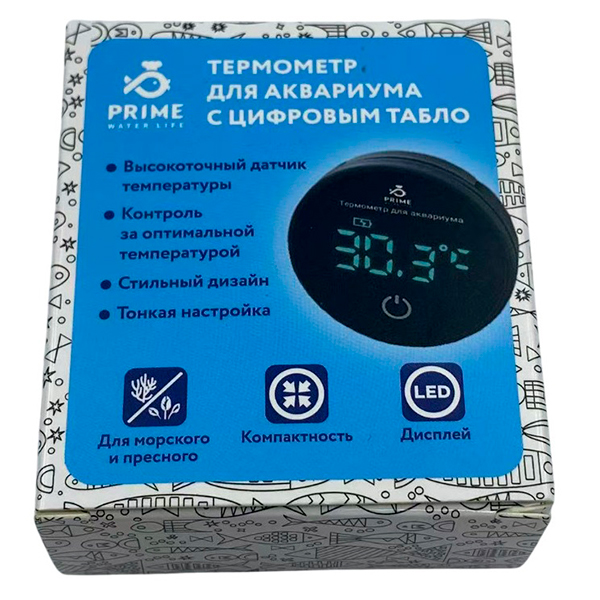 PRIME
WATER LIFE
ТЕРМОМЕТР
ДЛЯ АКВАРИУМА
С ЦИФРОВЫМ ТАБЛО
• Высокоточный датчик
температуры
• Контроль
за оптимальной
температурой
• Стильный дизайн
• Тонкая настройка
PRIME
Термометр для аквариума
30.3°C
Для морского
и пресного
Компактность
LED
Дисплей